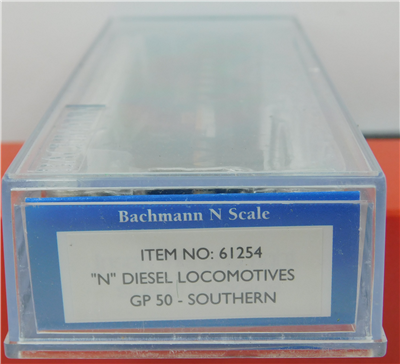 Bachmann N Scale
ITEM NO: 61254
"N" DIESEL LOCOMOTIVES
GP 50 - SOUTHERN